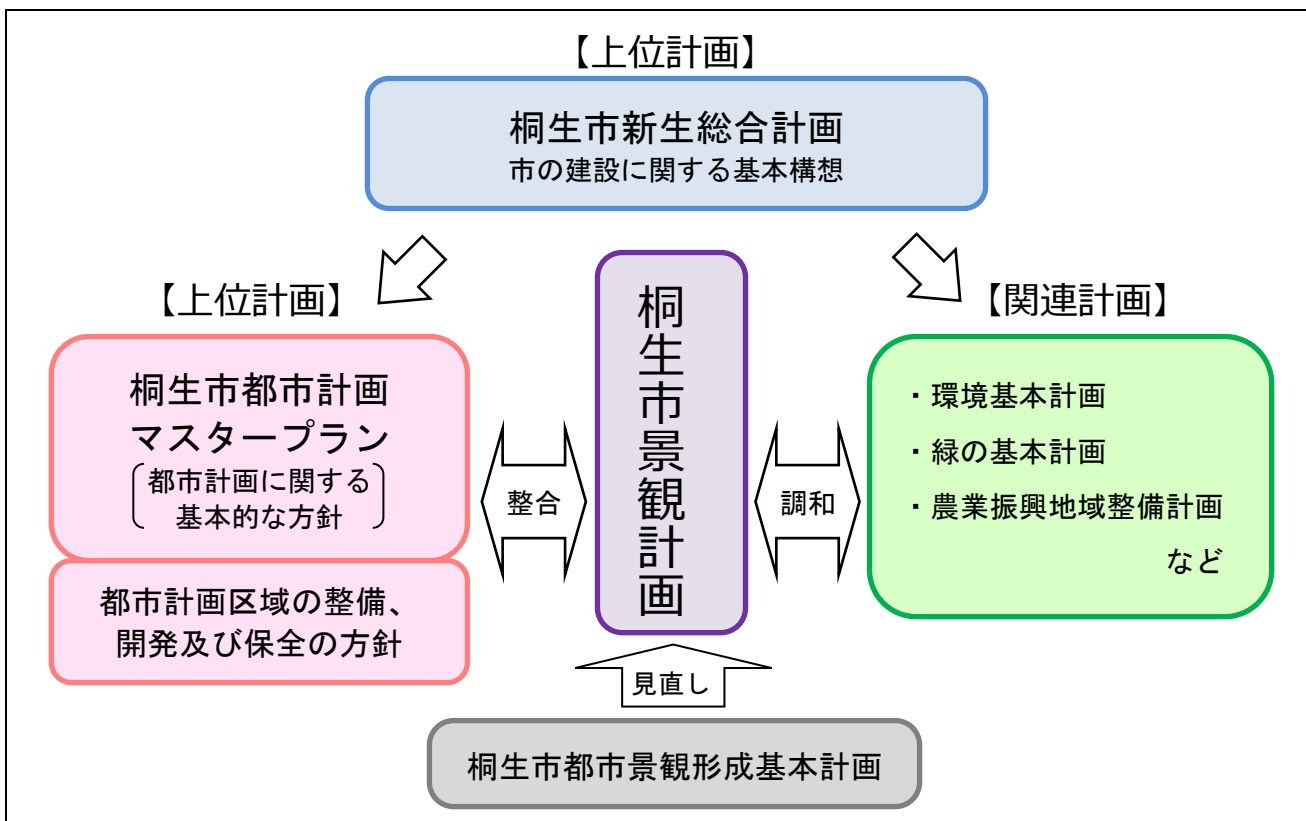 【上位計画】
桐生市新生総合計画
市の建設に関する基本構想
【上位計画】
桐生市都市計画
マスタープラン
都市計画に関する
基本的な方針
都市計画区域の整備、
開発及び保全の方針
整合
桐生市景観計画
調和
【関連計画】
・環境基本計画
・緑の基本計画
・農業振興地域整備計画
など
見直し
桐生市都市景観形成基本計画